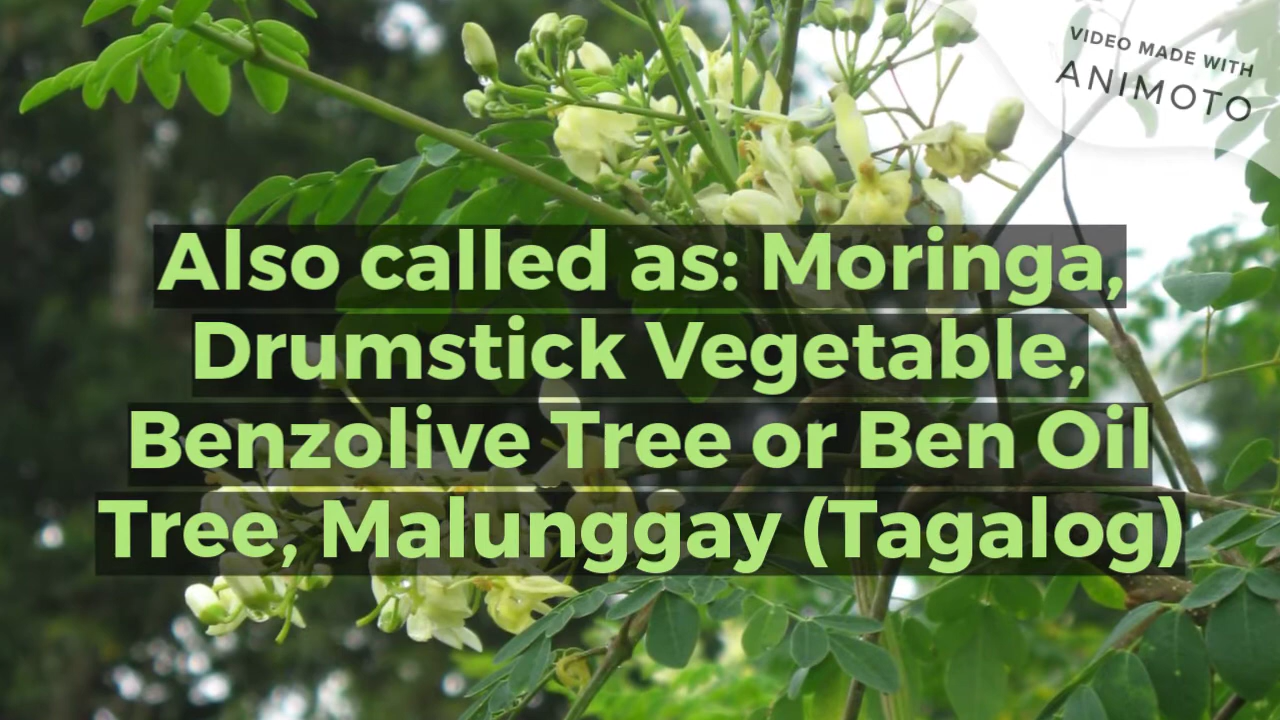 VIDEO MADE WITH
ANIMOTO
Also called as: Moringa,
Drumstick Vegetable,
Benzolive Tree or Ben Oil
Tree, Malunggay (Tagalog)